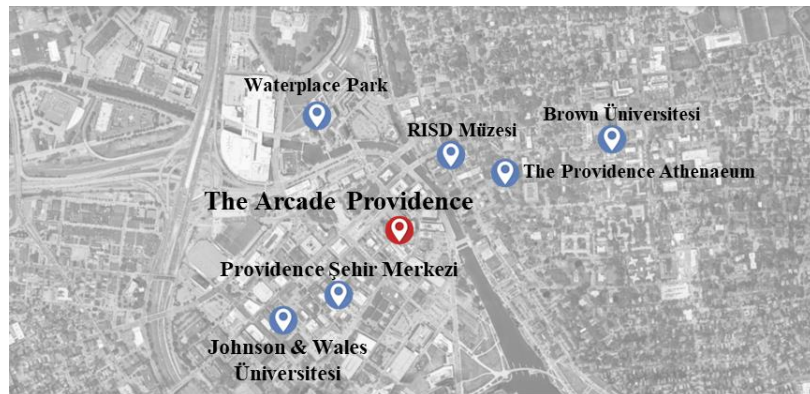 Waterplace Park
RISD Müzesi
Brown Üniversitesi
The Providence Athenaeum
The Arcade Providence
Providence Şehir Merkezi
Johnson & Wales
Üniversitesi